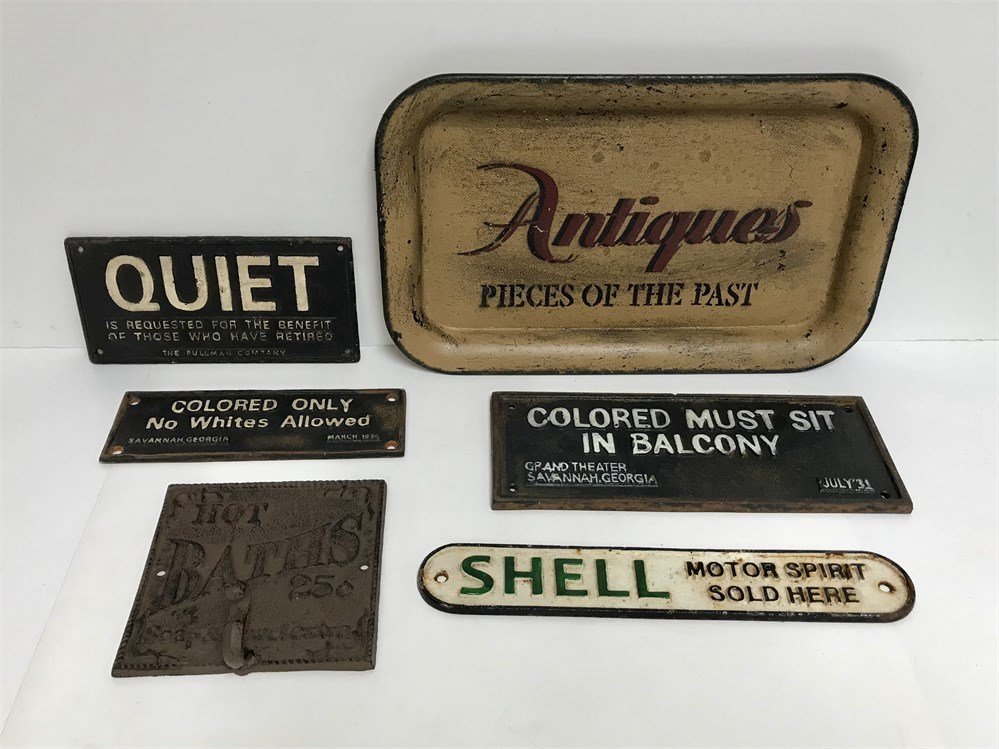 Antiques
PIECES OF THE PAST
QUIET
IS REQUESTED FOR THE BENEFIT
OF THOSE WHO HAVE RETIRED
THE PULLMAN COMPANY
COLORED ONLY
No Whites Allowed
SAVANNAH, GEORGIA
MARCH
COLORED MUST SIT
IN BALCONY
GRAND THEATER
SAVANNAH, GEORGIA
JULY '31
HOT
BATHS
25¢
Soap &
SHELL
MOTOR SPIRIT
SOLD HERE